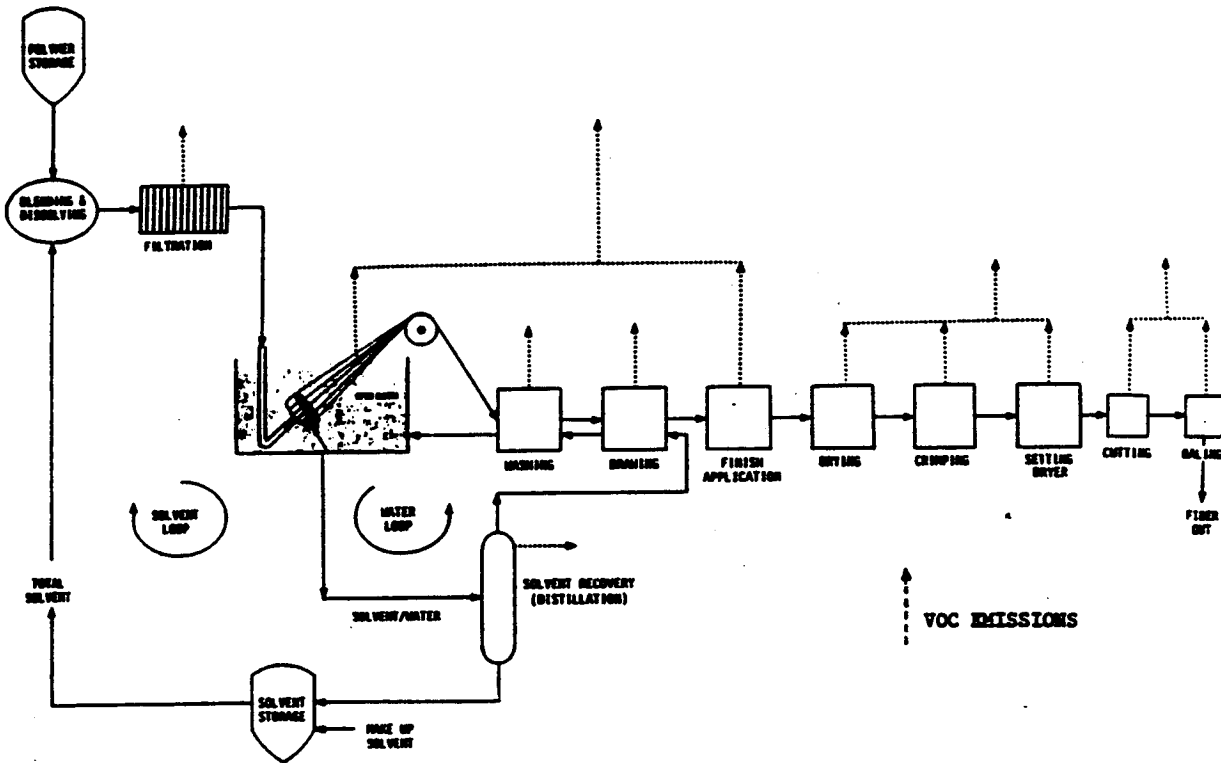 POLYMER
STORAGE
BLENDING &
DISSOLVING
FILTRATION
WASHING
DRAWING
FINISH
APPLICATION
DRYING
CRIMPING
SETTING
DRYER
CUTTING
BALING
FIBER
OUT
SOLVENT
LOOP
WATER
LOOP
TOTAL
SOLVENT
SOLVENT/WATER
SOLVENT RECOVERY
(DISTILLATION)
VOC EMISSIONS
SOLVENT
STORAGE
MAKE UP
SOLVENT